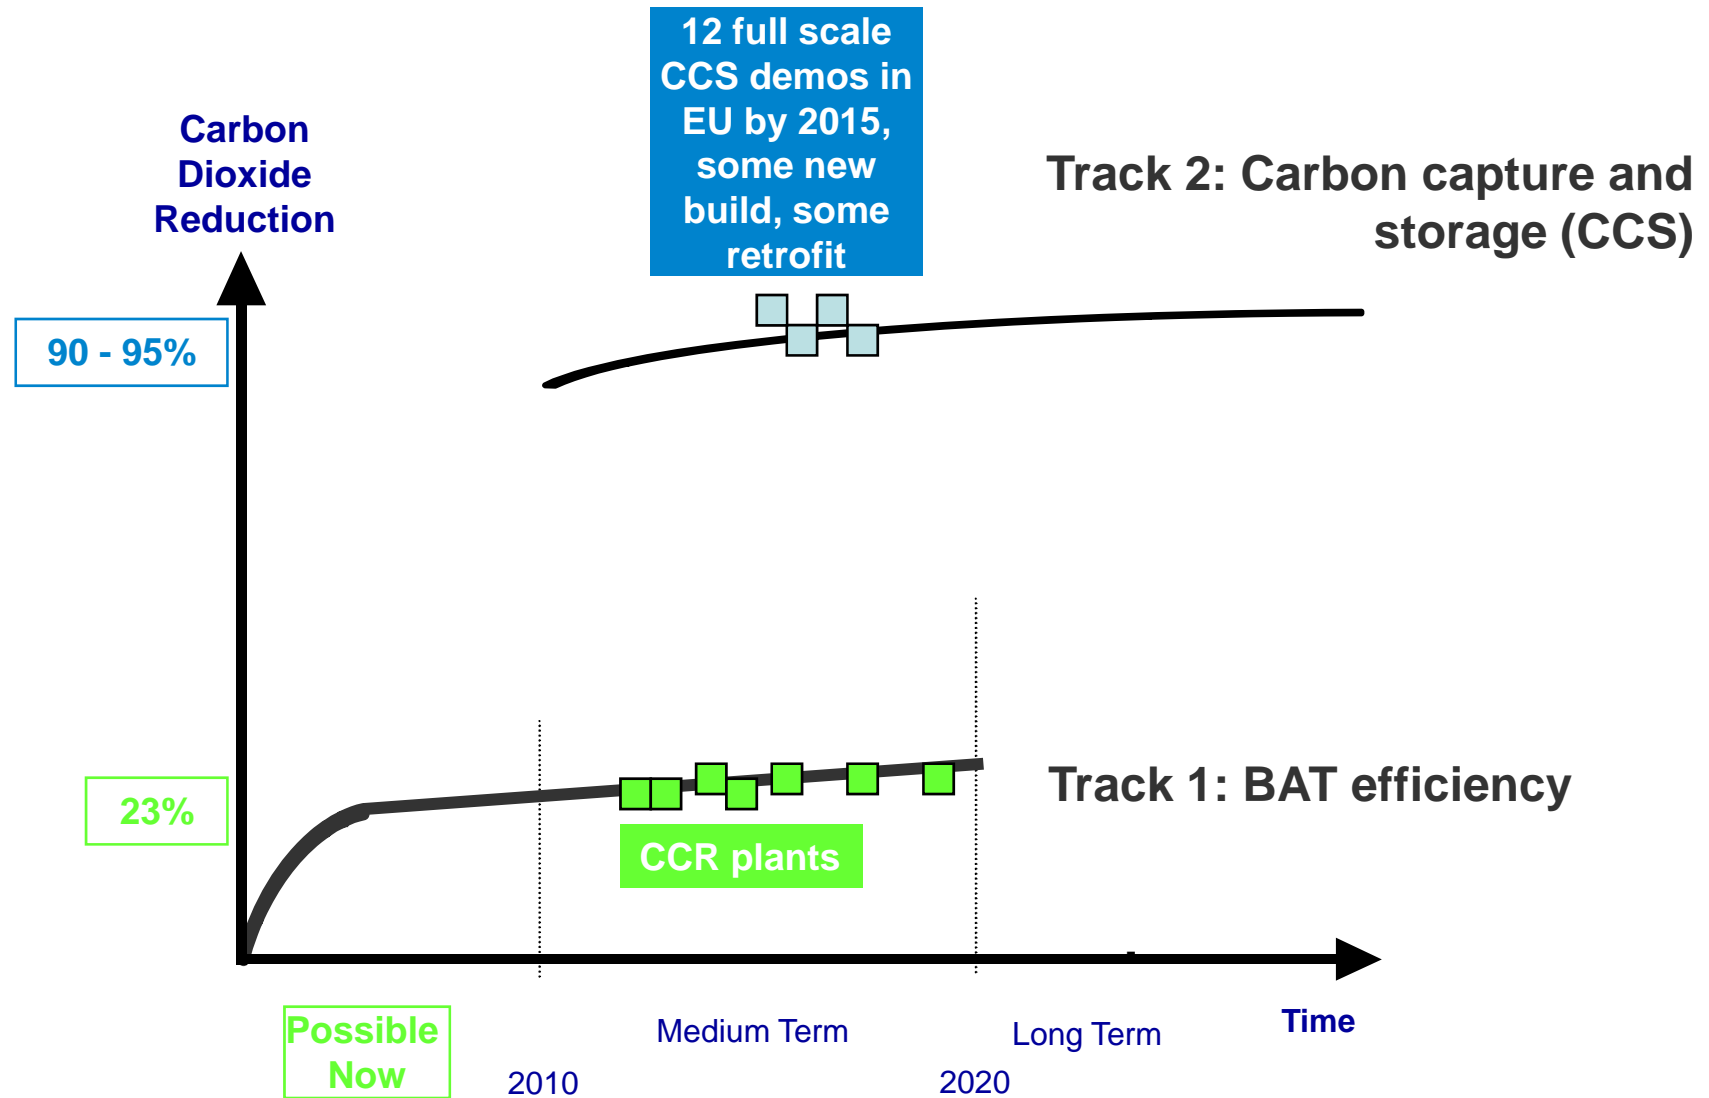 12 full scale
CCS demos in
EU by 2015,
some new
build, some
retrofit
Carbon
Dioxide
Reduction
Track 2: Carbon capture and
storage (CCS)
90 - 95%
23%
Track 1: BAT efficiency
CCR plants
Possible
Now
Medium Term
Long Term
Time
2010
2020